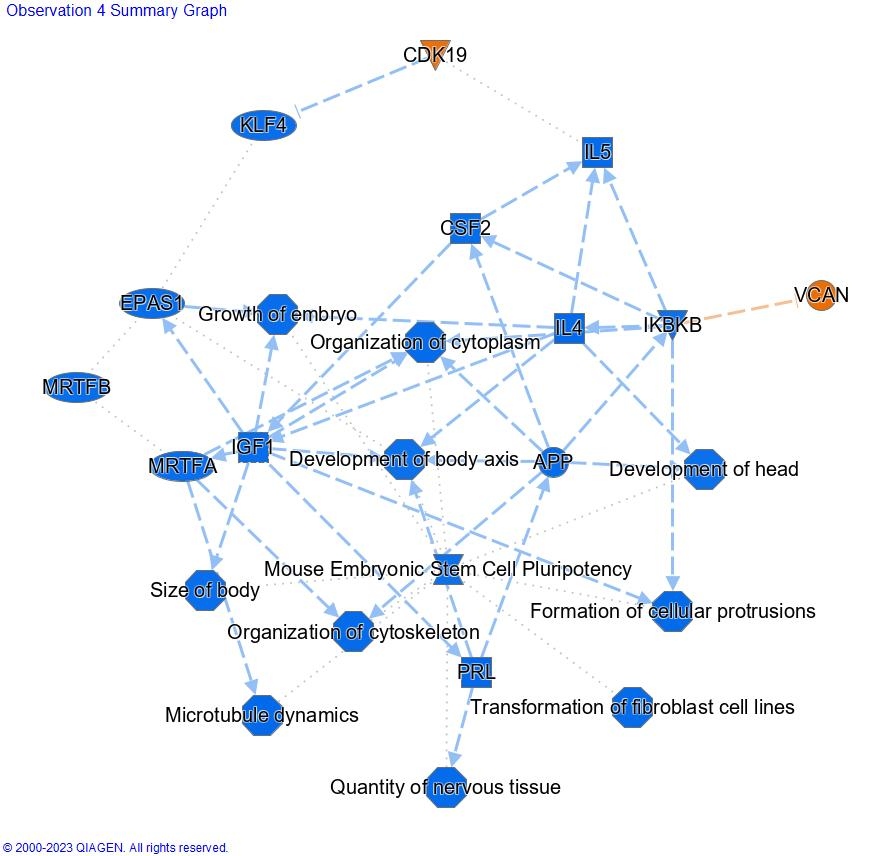 Observation 4 Summary Graph
CDK19
KLF4
IL5
CSF2
VCAN
EPAS1
Growth of embryo
IL4
IKBKB
Organization of cytoplasm
MRTFB
IGF1
MRTFA
Development of body axis
APP
Development of head
Mouse Embryonic Stem Cell Pluripotency
Size of body
Formation of cellular protrusions
Organization of cytoskeleton
PRL
Transformation of fibroblast cell lines
Microtubule dynamics
Quantity of nervous tissue
© 2000-2023 QIAGEN. All rights reserved.